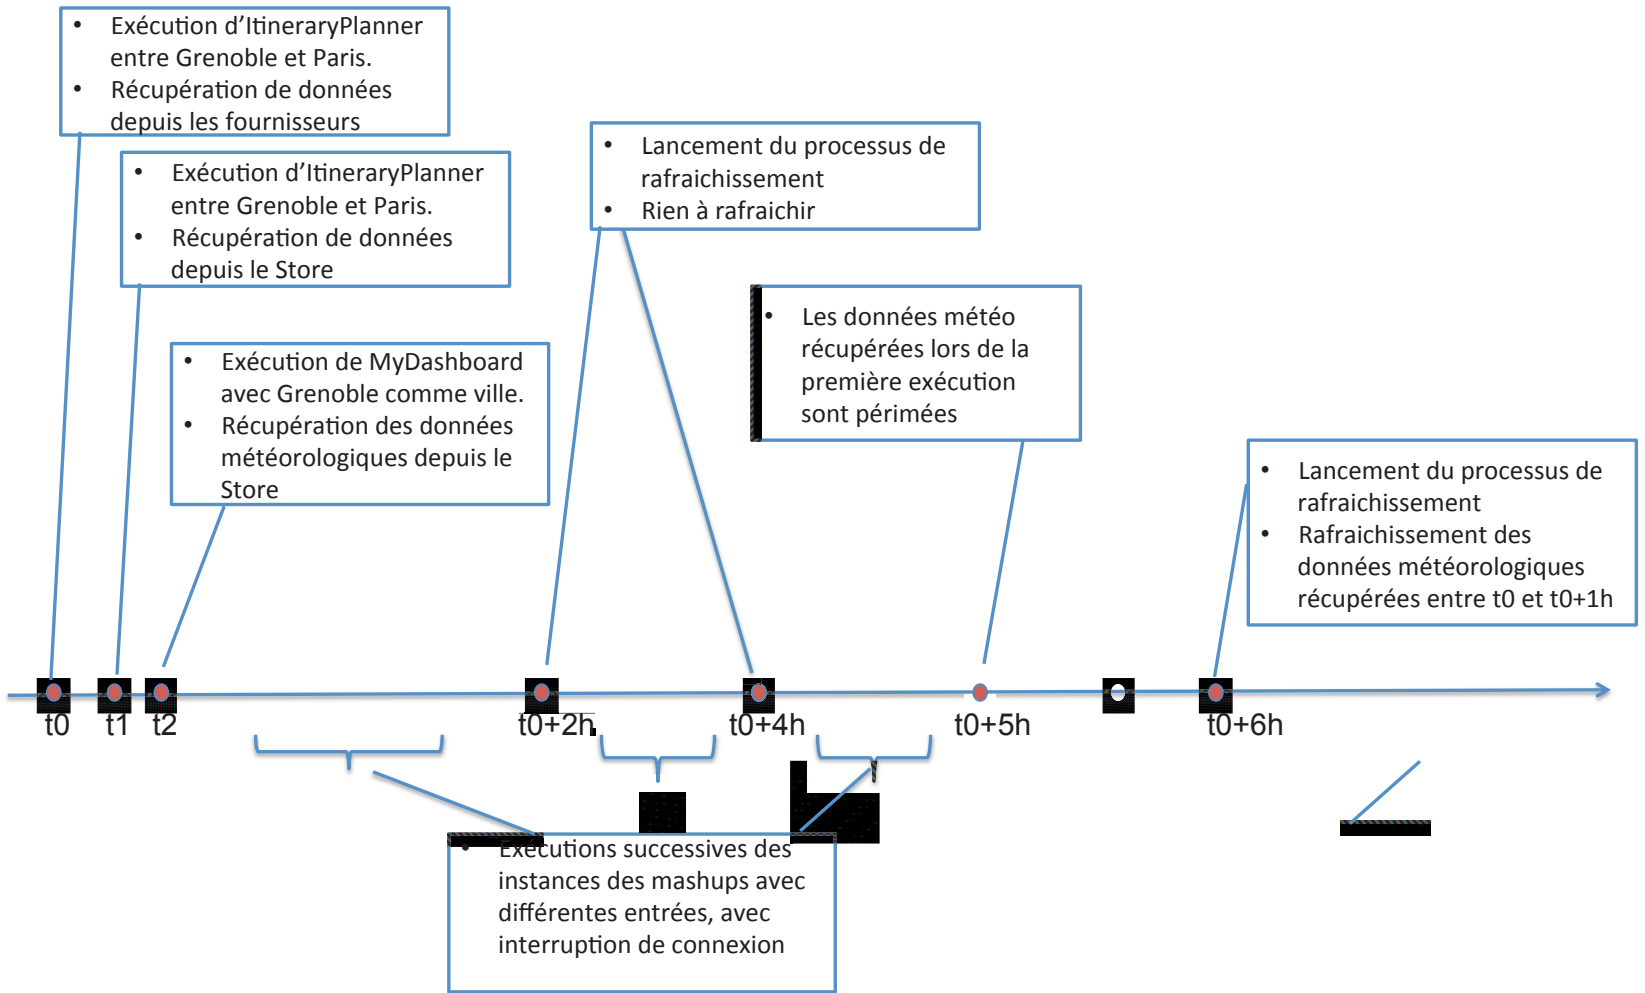 • Exécution d’ItineraryPlanner
entre Grenoble et Paris.
• Récupération de données
depuis les fournisseurs
• Exécution d’ItineraryPlanner
entre Grenoble et Paris.
• Récupération de données
depuis le Store
• Exécution de MyDashboard
avec Grenoble comme ville.
• Récupération des données
météorologiques depuis le
Store
• Lancement du processus de
rafraichissement
• Rien à rafraichir
• Les données météo
récupérées lors de la
première exécution
sont périmées
• Lancement du processus de
rafraichissement
• Rafraichissement des
données météorologiques
récupérées entre t0 et t0+1h
t0 t1 t2 t0+2h t0+4h t0+5h t0+6h
• Exécutions successives des
instances des mashups avec
différentes entrées, avec
interruption de connexion